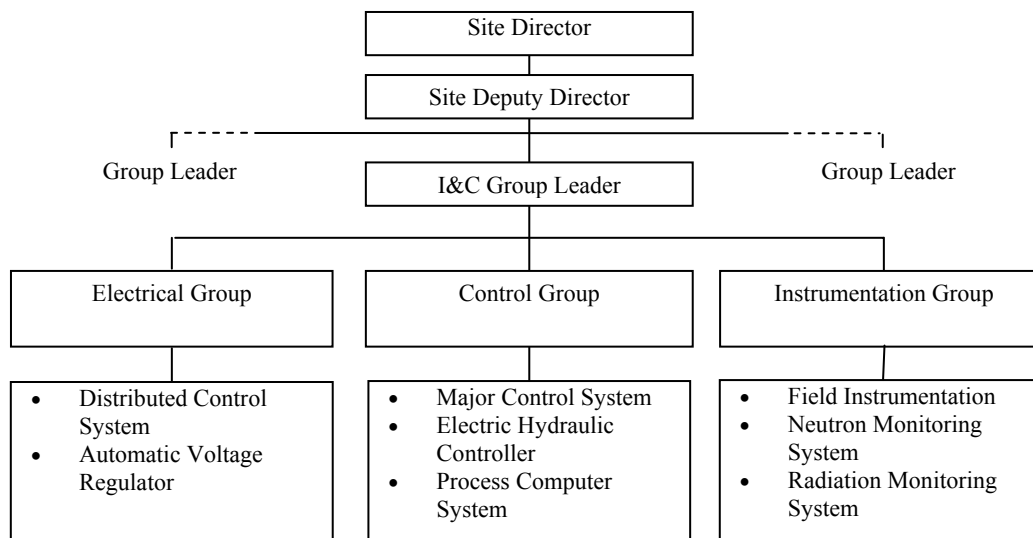 Site Director
Site Deputy Director
Group Leader
I&C Group Leader
Group Leader
Electrical Group
Control Group
Instrumentation Group
• Distributed Control
System
• Automatic Voltage
Regulator
• Major Control System
• Electric Hydraulic
Controller
• Process Computer
System
• Field Instrumentation
• Neutron Monitoring
System
• Radiation Monitoring
System